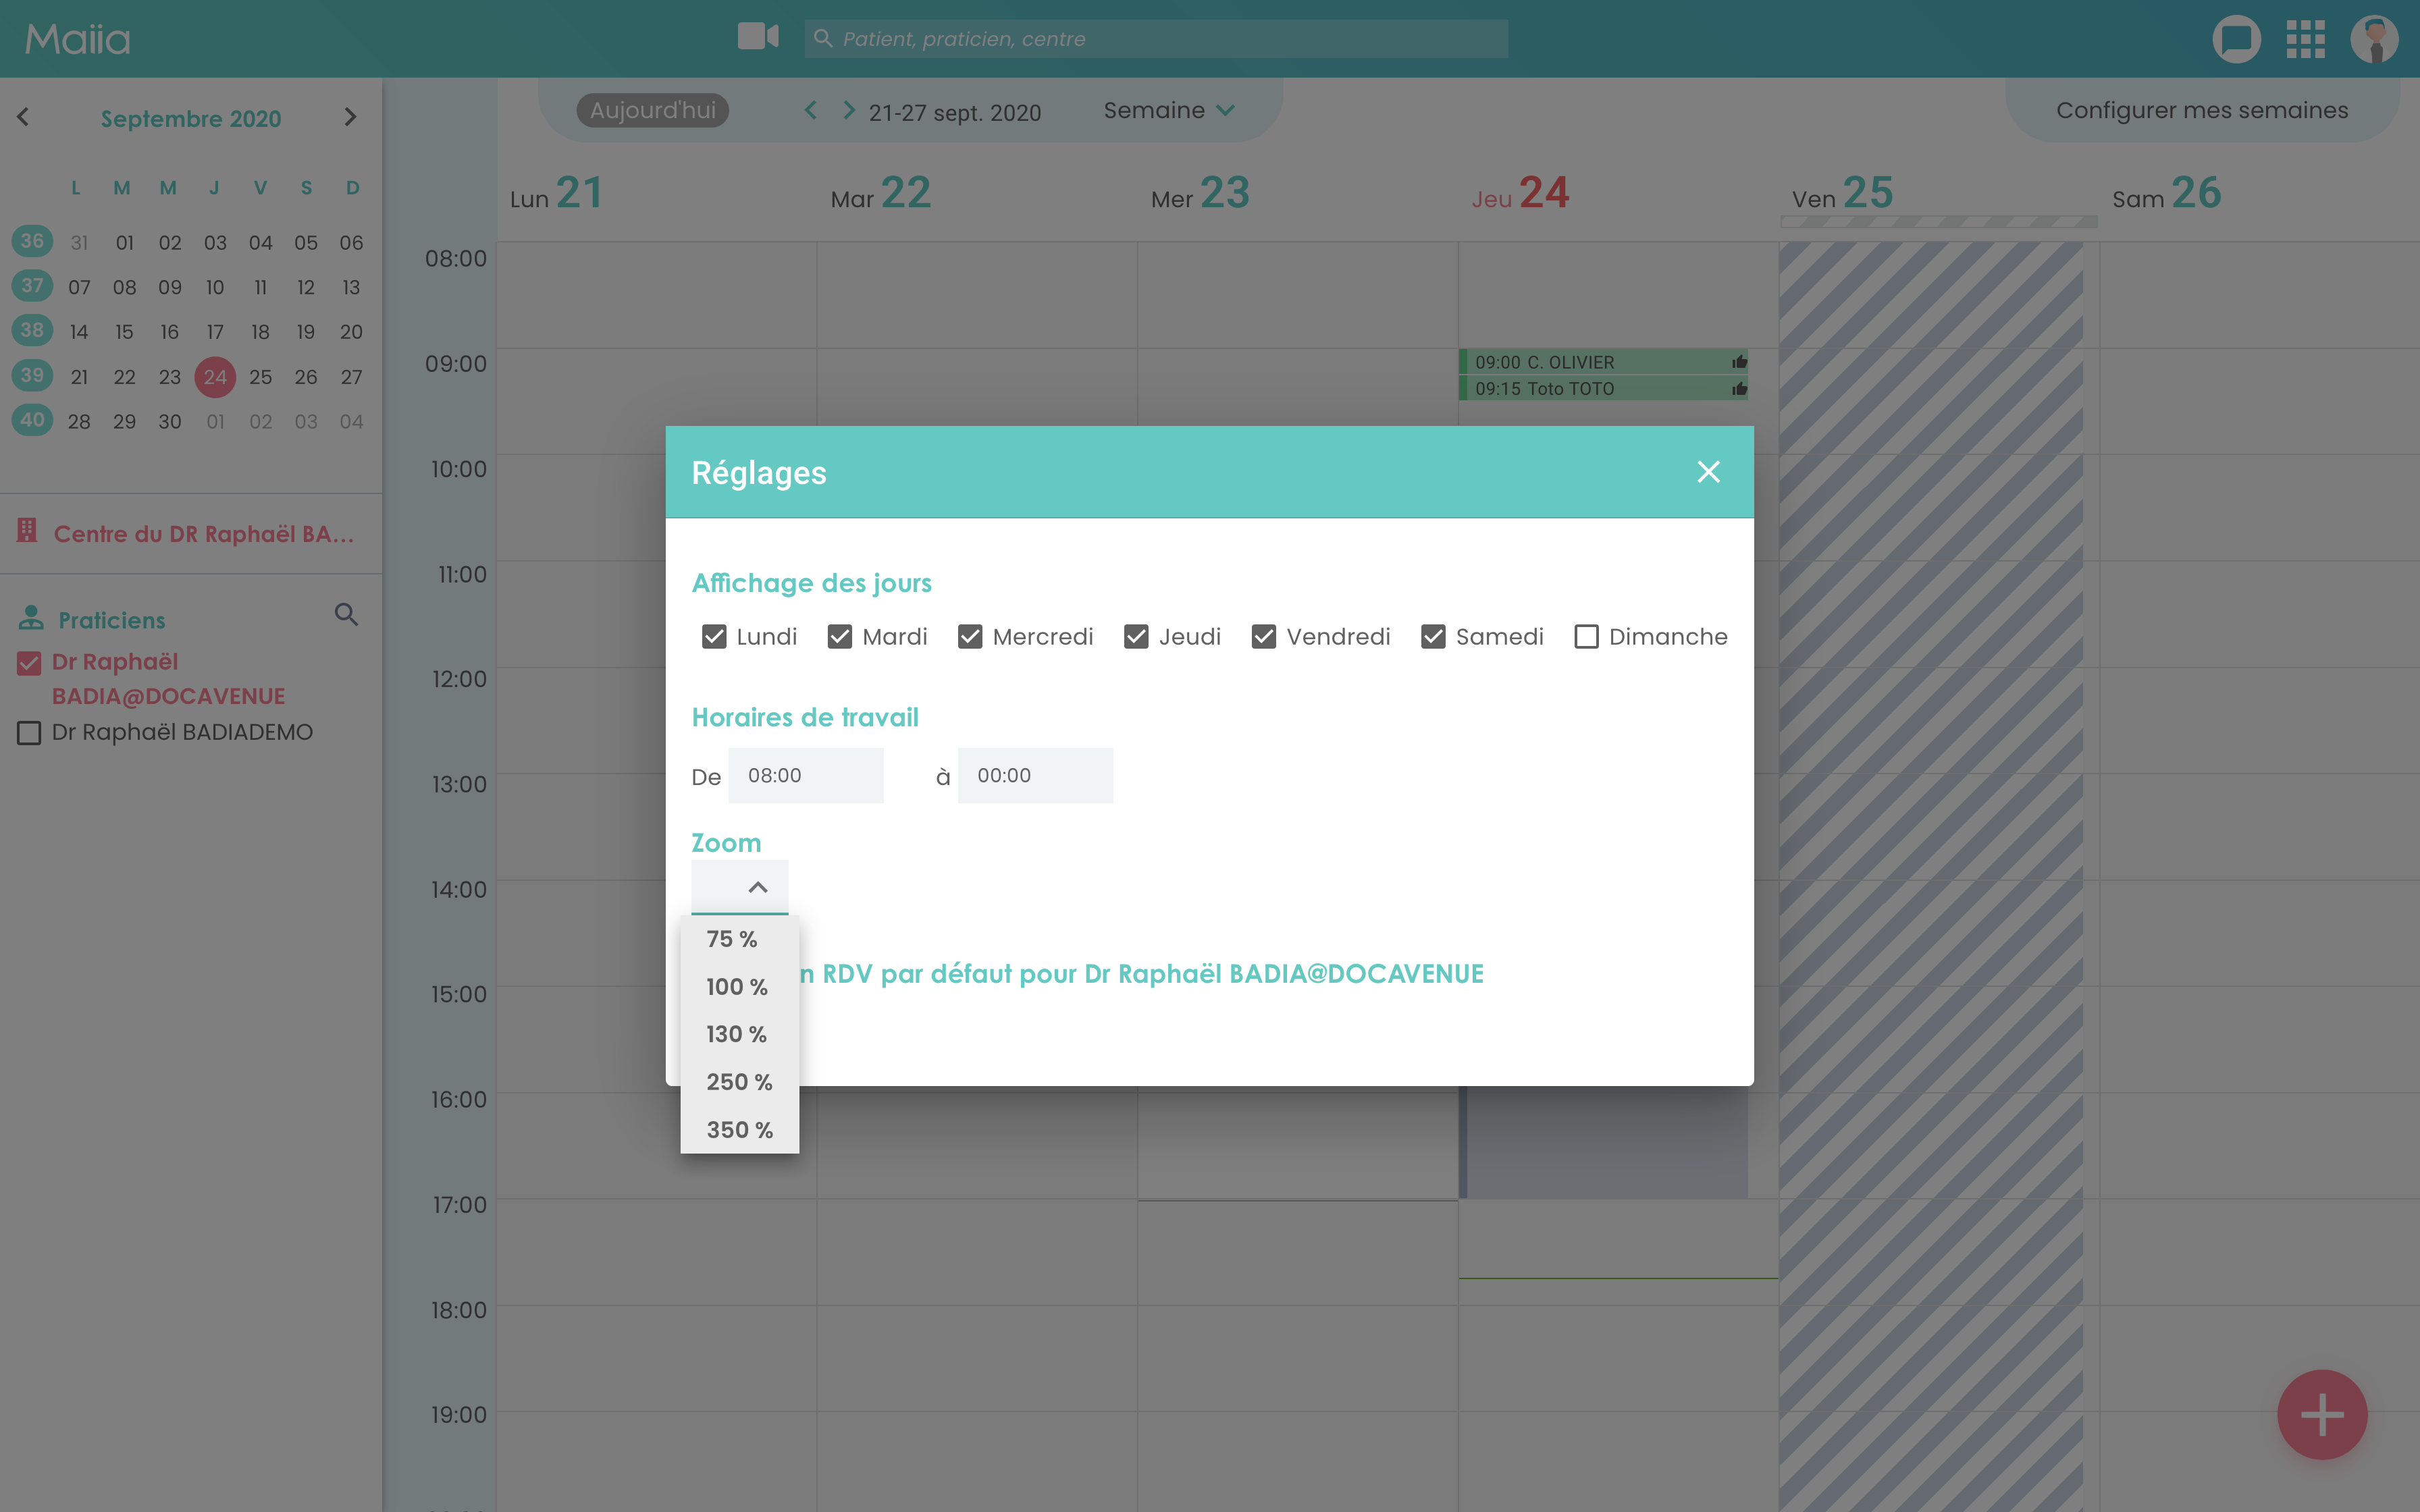 Maiia
Patient, praticien, centre
Septembre 2020
L M M J V S D
36 31 01 02 03 04 05 06
37 07 08 09 10 11 12 13
38 14 15 16 17 18 19 20
39 21 22 23 24 25 26 27
40 28 29 30 01 02 03 04
Centre du DR Raphaël BA...
Praticiens
Dr Raphaël
BADIA@DOCAVENUE
Dr Raphaël BADIADEMO
Aujourd'hui
21-27 sept. 2020
Semaine
Configurer mes semaines
Lun 21
Mar 22
Mer 23
Jeu 24
Ven 25
Sam 26
08:00
09:00
10:00
11:00
12:00
13:00
14:00
15:00
16:00
17:00
18:00
19:00
09:00 C. OLIVIER
09:15 Toto TOTO
Réglages
Affichage des jours
Lundi Mardi Mercredi Jeudi Vendredi Samedi Dimanche
Horaires de travail
De 08:00 à 00:00
Zoom
75 %
100 %
130 %
250 %
350 %
n RDV par défaut pour Dr Raphaël BADIA@DOCAVENUE